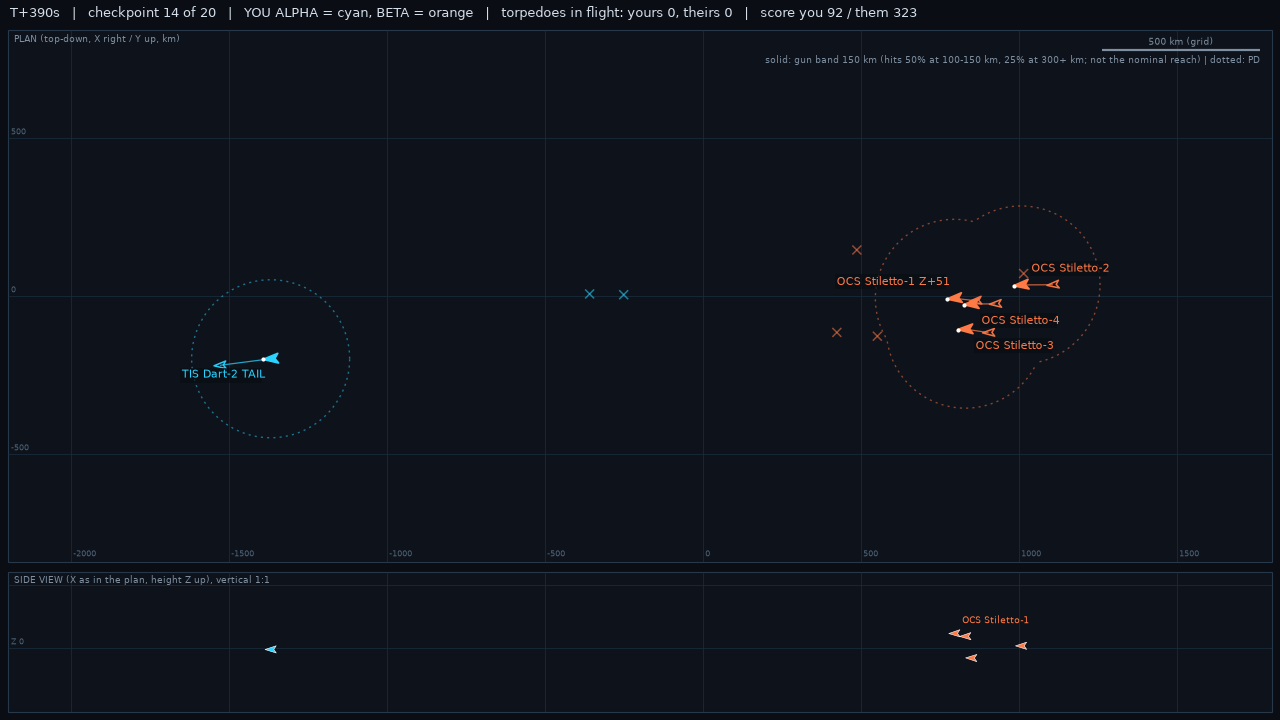 T+390s | checkpoint 14 of 20 | YOU ALPHA = cyan, BETA = orange | torpedoes in flight: yours 0, theirs 0 | score you 92 / them 323
PLAN (top-down, X right / Y up, km)
500 km (grid)
solid: gun band 150 km (hits 50% at 100-150 km, 25% at 300+ km; not the nominal reach) | dotted: PD
500
OCS Stiletto-2
OCS Stiletto-1 Z+51
0
OCS Stiletto-4
OCS Stiletto-3
TIS Dart-2 TAIL
-500
-2000
-1500
-1000
-500
0
500
1000
1500
SIDE VIEW (X as in the plan, height Z up), vertical 1:1
OCS Stiletto-1
Z 0